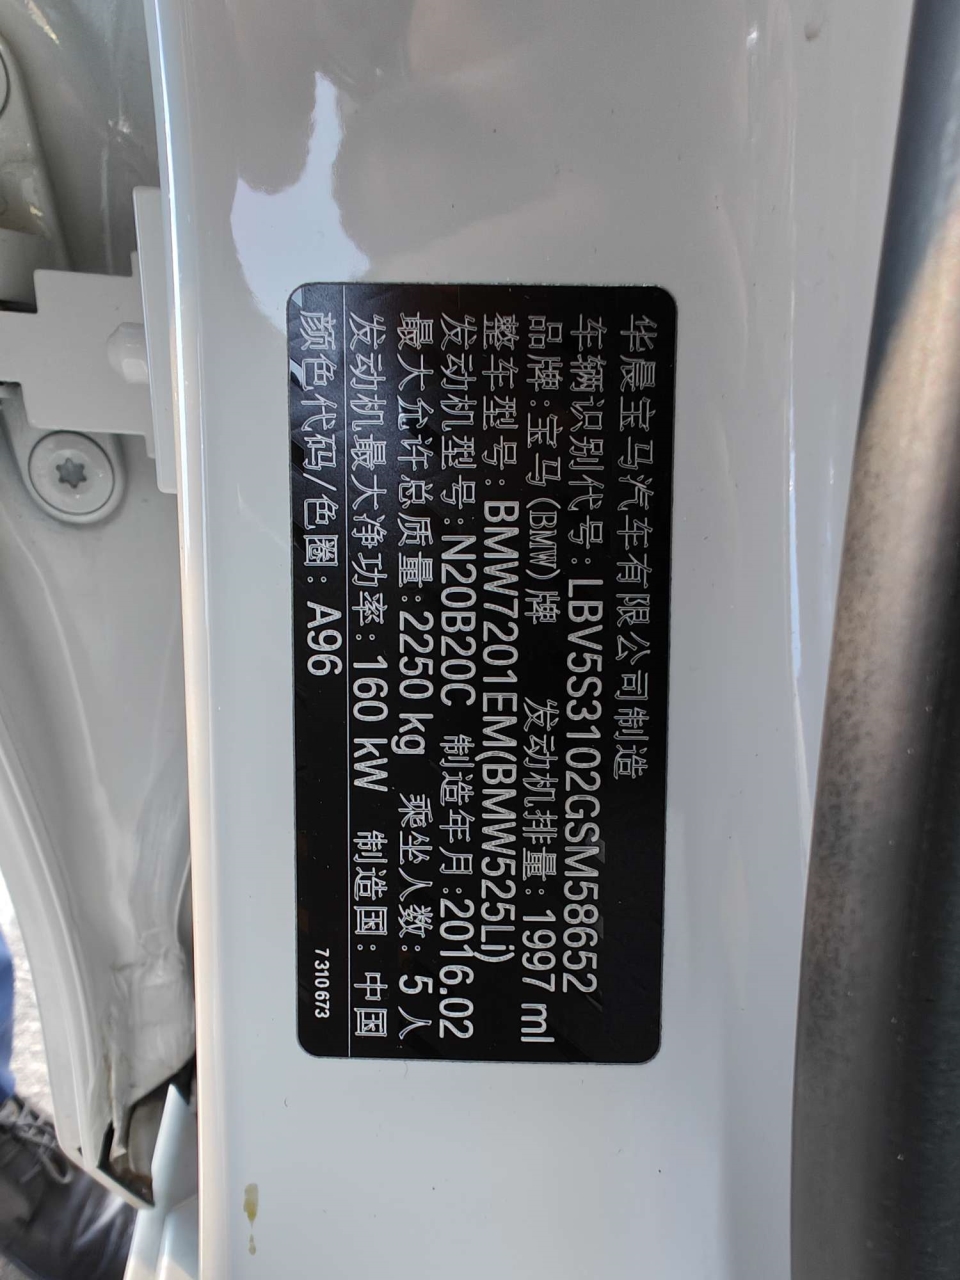 华晨宝马汽车有限公司制造
车辆识别代号：LBV5S3102GSM58652
品牌：宝马(BMW)牌 发动机排量：1997 ml
整车型号：BMW7201EM(BMW525Li)
发动机型号：N20B20C 制造年月：2016.02
最大允许总质量：2250 kg 乘坐人数：5 人
发动机最大净功率：160 kW 制造国：中国
颜色代码/色圈：A96 7 310 673